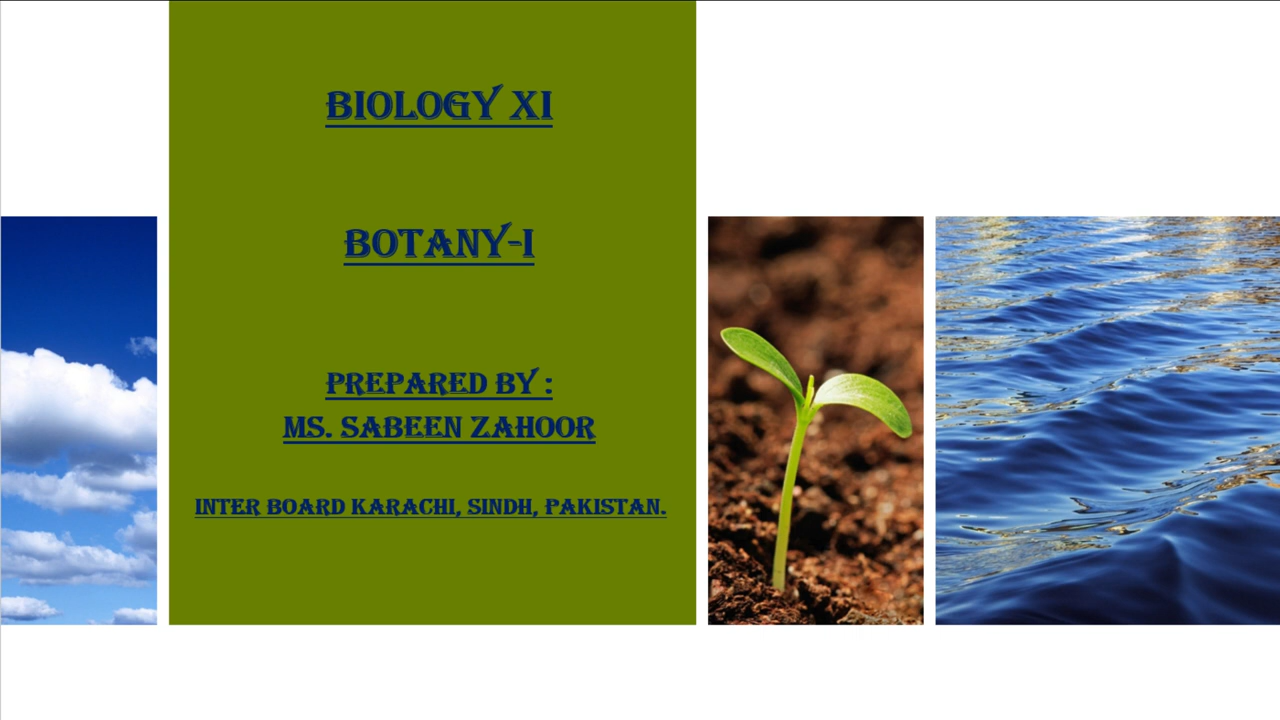 BIOLOGY XI
BOTANY-I
PREPARED BY :
MS. SABEEN ZAHOOR
INTER BOARD KARACHI, SINDH, PAKISTAN.